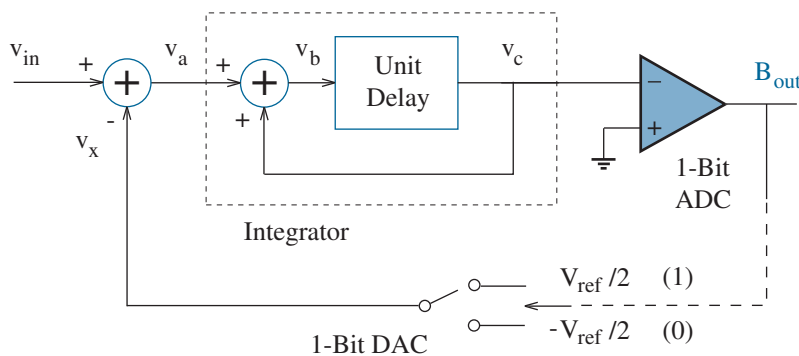 v_in
+
+
v_a
+
+
v_b
Unit
Delay
v_c
−
+
B_out
-
v_x
+
1-Bit
ADC
Integrator
V_ref /2 (1)
-V_ref /2 (0)
1-Bit DAC